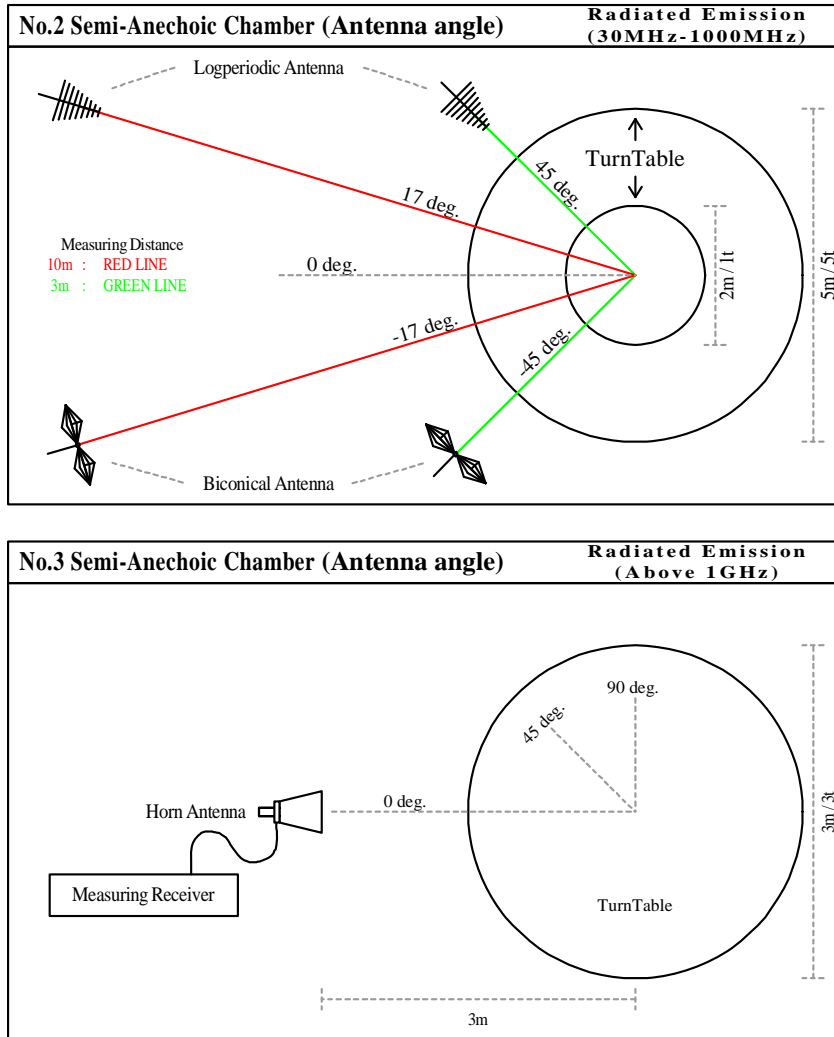 No.2 Semi-Anechoic Chamber (Antenna angle)
Radiated Emission
(30MHz-1000MHz)
Logperiodic Antenna
TurnTable
45 deg.
17 deg.
Measuring Distance
10m : RED LINE
3m : GREEN LINE
0 deg.
2m / 1t
5m / 5t
-17 deg.
-45 deg.
Biconical Antenna
No.3 Semi-Anechoic Chamber (Antenna angle)
Radiated Emission
(Above 1GHz)
90 deg.
45 deg.
0 deg.
Horn Antenna
3m / 3t
Measuring Receiver
TurnTable
3m